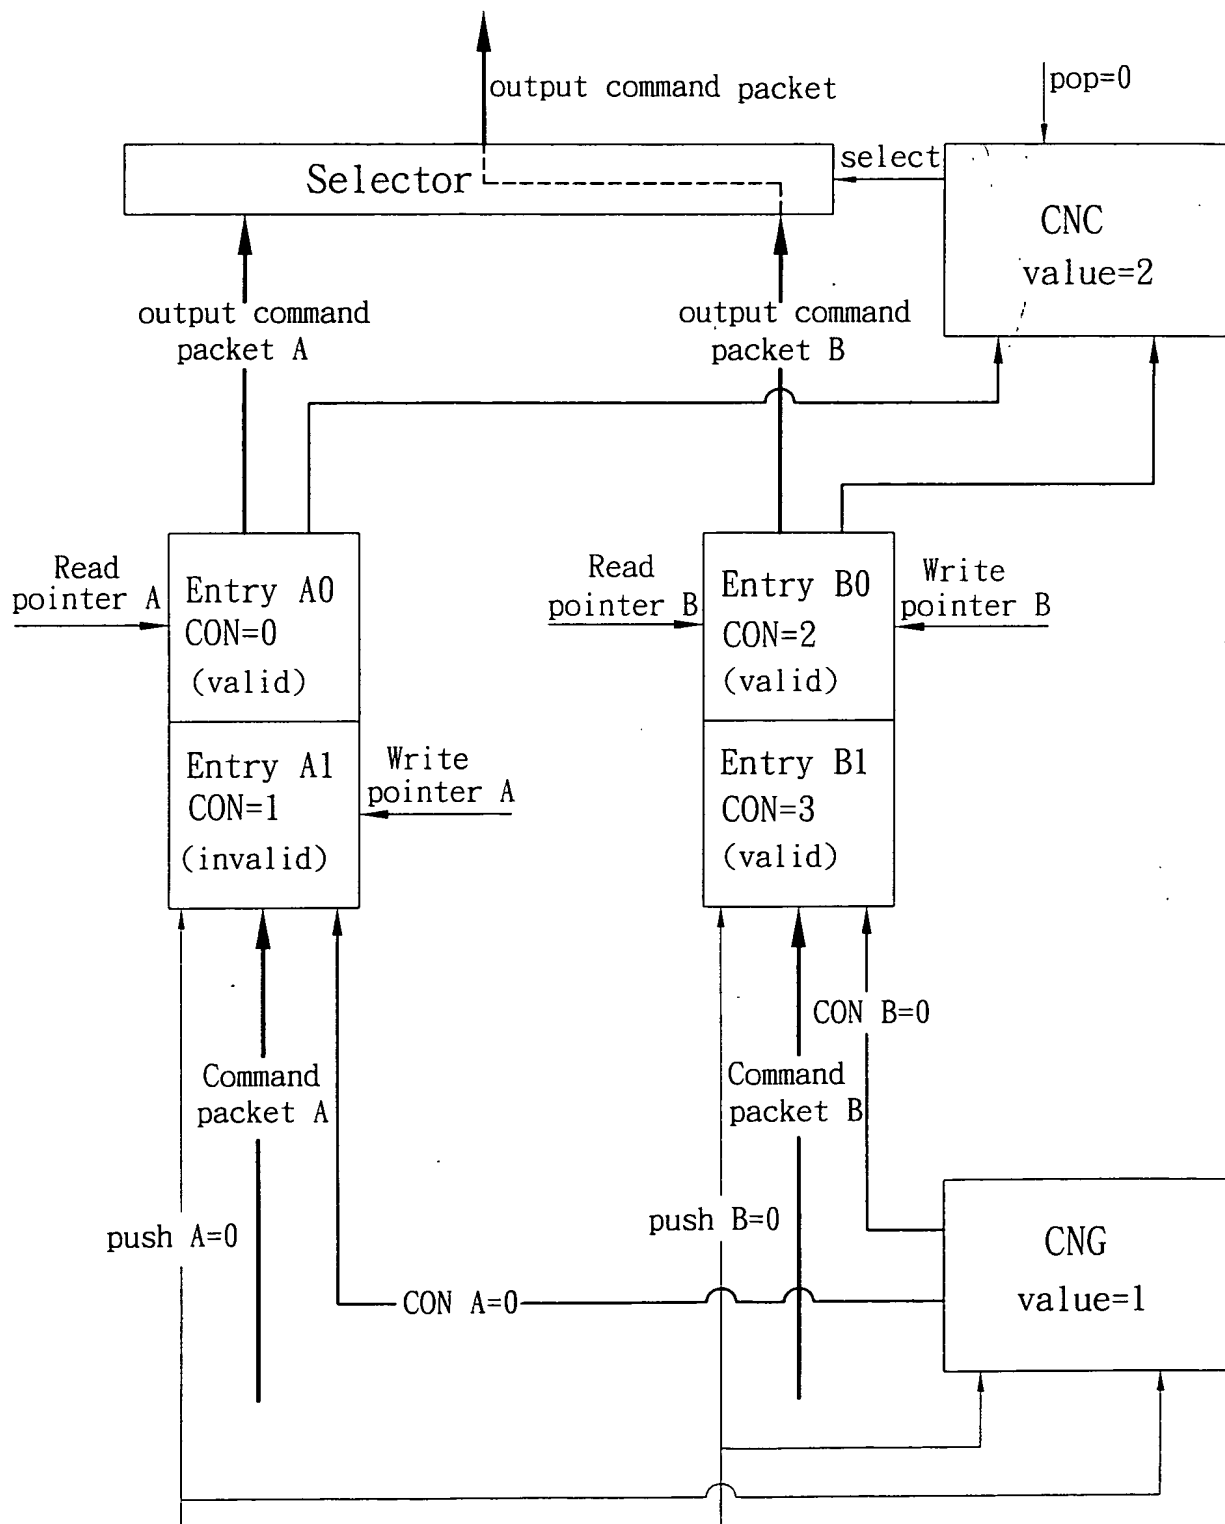 output command packet
pop=0
select
Selector
CNC
value=2
output command
packet A
output command
packet B
Read
pointer A
Entry A0
CON=0
(valid)
Read
pointer B
Entry B0
CON=2
(valid)
Write
pointer B
Entry A1
CON=1
(invalid)
Write
pointer A
Entry B1
CON=3
(valid)
CON B=0
Command
packet A
Command
packet B
push A=0
push B=0
CON A=0
CNG
value=1